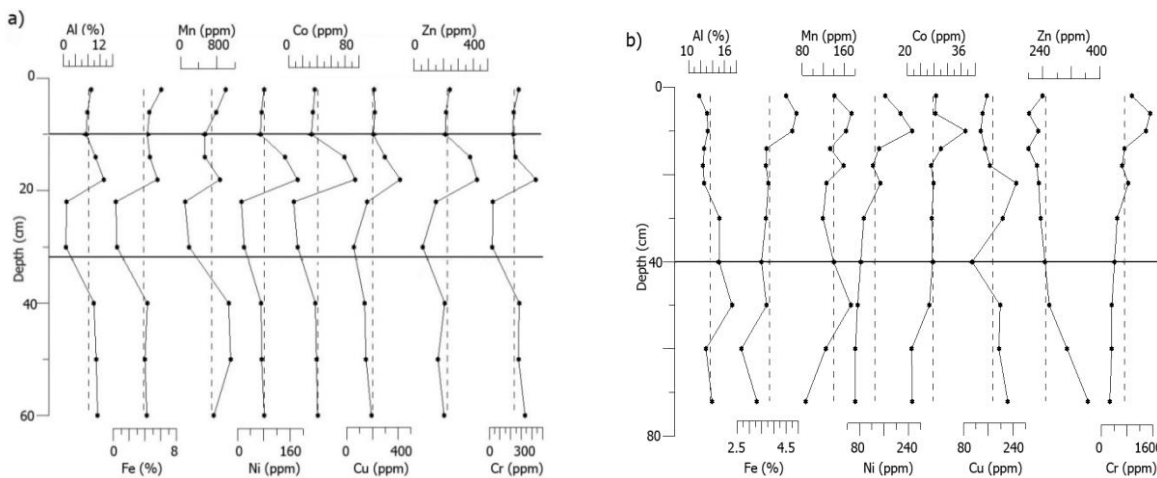 a)
Al (%)
0 12
Mn (ppm)
0 800
Co (ppm)
0 80
Zn (ppm)
0 400
0
20
40
60
Depth (cm)
0 8
Fe (%)
0 160
Ni (ppm)
0 400
Cu (ppm)
0 300
Cr (ppm)
b)
Al (%)
10 16
Mn (ppm)
80 160
Co (ppm)
20 36
Zn (ppm)
240 400
0
40
80
Depth (cm)
2.5 4.5
Fe (%)
80 240
Ni (ppm)
80 240
Cu (ppm)
0 1600
Cr (ppm)